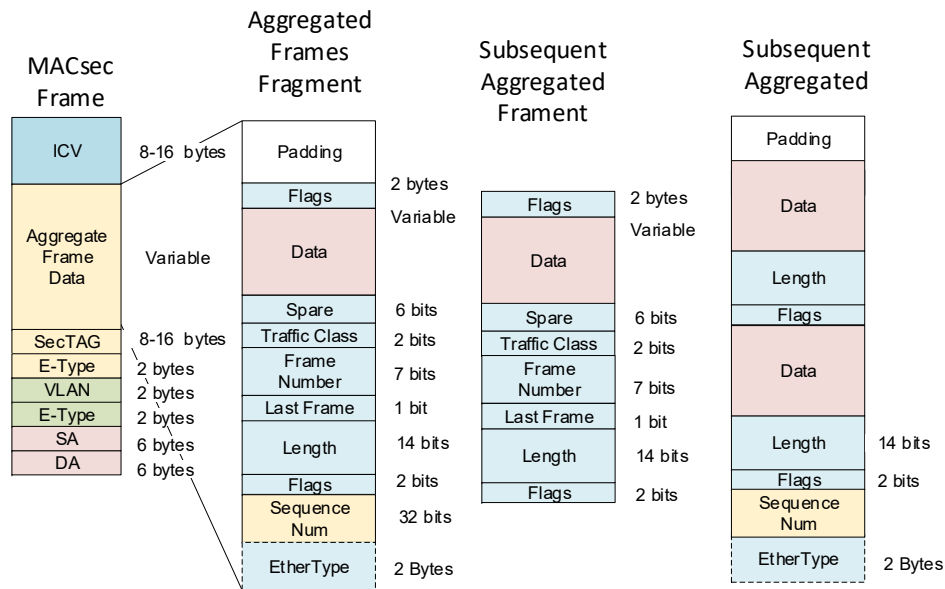 MACsec
Frame
ICV
8-16 bytes
Aggregate
Frame
Data
Variable
SecTAG
8-16 bytes
E-Type
2 bytes
VLAN
2 bytes
E-Type
2 bytes
SA
6 bytes
DA
6 bytes
Aggregated
Frames
Fragment
Padding
Flags
2 bytes
Variable
Data
Spare
6 bits
Traffic Class
2 bits
Frame
Number
7 bits
Last Frame
1 bit
Length
14 bits
Flags
2 bits
Sequence
Num
32 bits
EtherType
2 Bytes
Subsequent
Aggregated
Frament
Flags
2 bytes
Variable
Data
Spare
6 bits
Traffic Class
2 bits
Frame
Number
7 bits
Last Frame
1 bit
Length
14 bits
Flags
2 bits
Subsequent
Aggregated
Padding
Data
Length
Flags
Data
Length
14 bits
Flags
2 bits
Sequence
Num
EtherType
2 Bytes